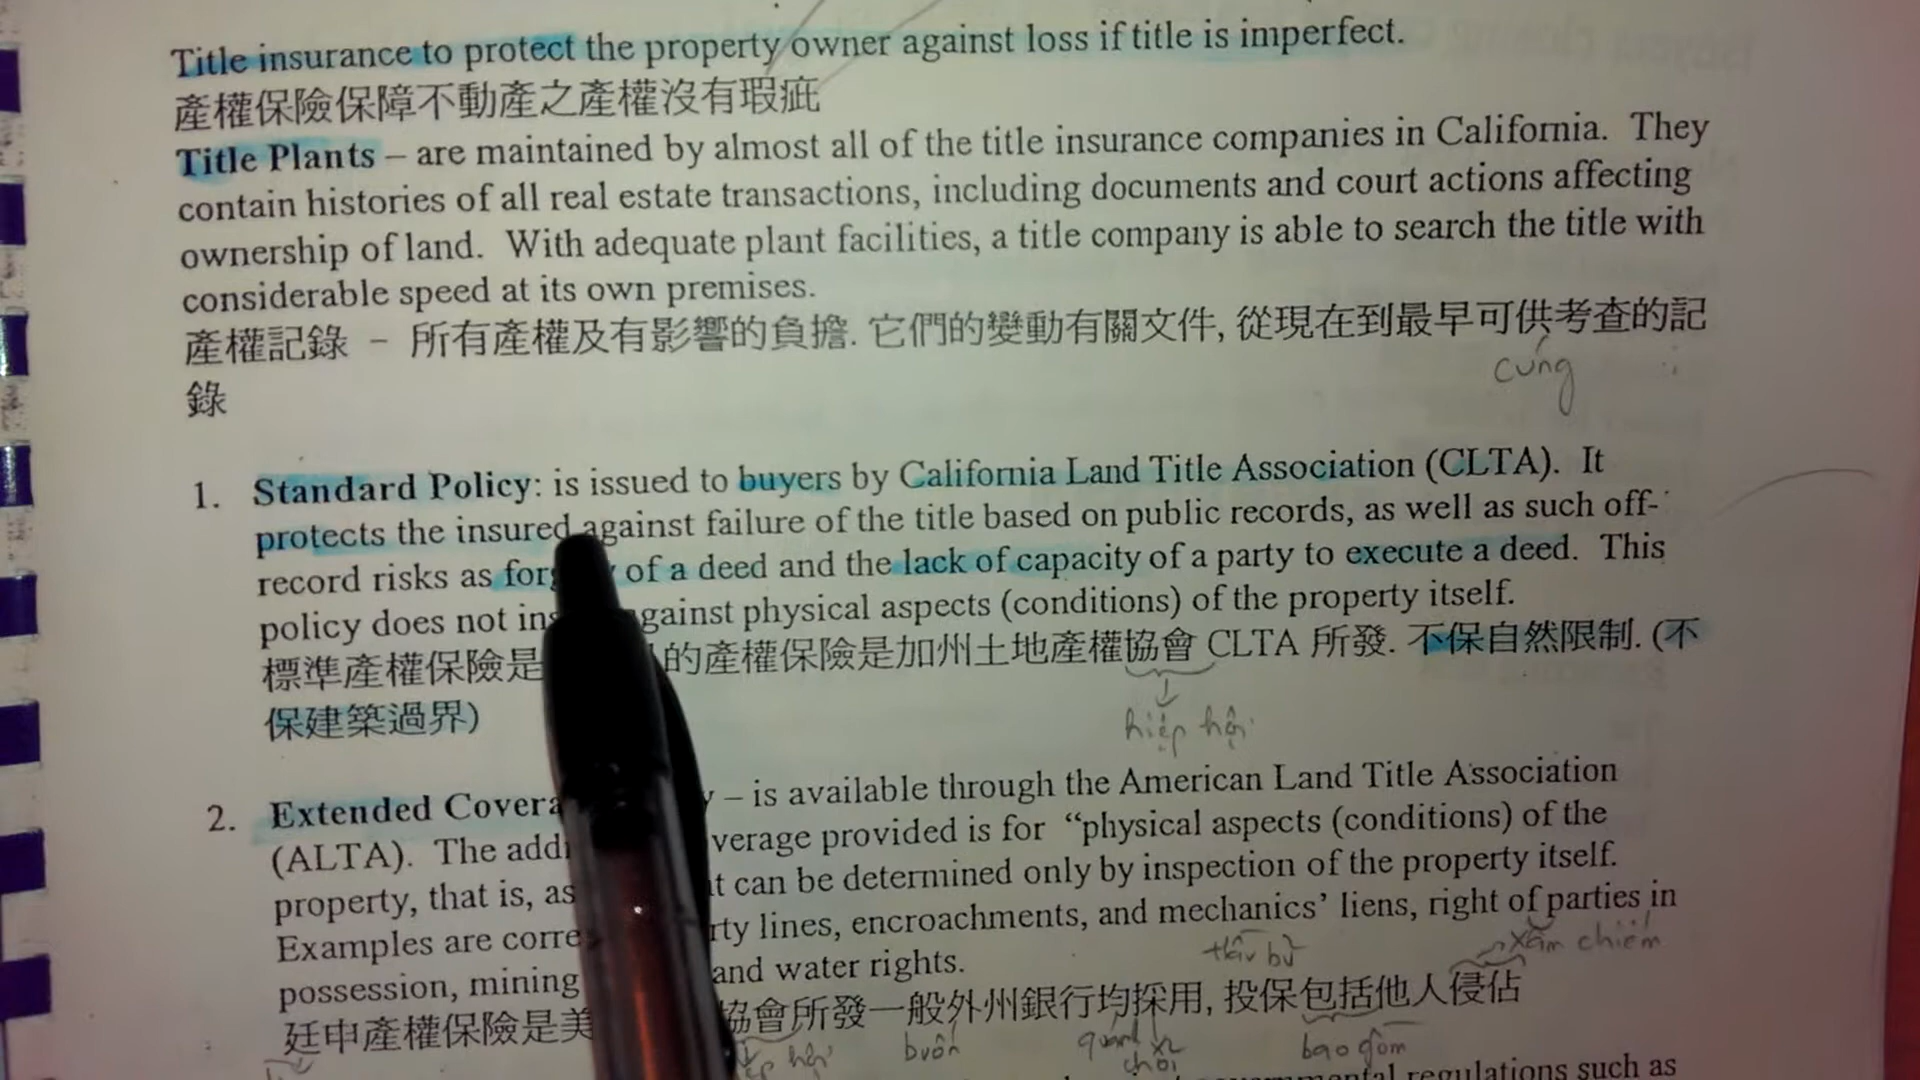 Title insurance to protect the property owner against loss if title is imperfect.
產權保險保障不動產之產權沒有瑕疵
Title Plants – are maintained by almost all of the title insurance companies in California. They
contain histories of all real estate transactions, including documents and court actions affecting
ownership of land. With adequate plant facilities, a title company is able to search the title with
considerable speed at its own premises.
產權記錄 – 所有產權及有影響的負擔. 它們的變動有關文件, 從現在到最早可供考查的記
cúng
錄
1. Standard Policy: is issued to buyers by California Land Title Association (CLTA). It
protects the insured against failure of the title based on public records, as well as such off-
record risks as of a deed and the lack of capacity of a party to execute a deed. This
policy does not against physical aspects (conditions) of the property itself.
標準產權保險是 的產權保險是加州土地產權協會 CLTA 所發. 不保自然限制. (不
保建築過界)
hiệp hội
2. Extended – is available through the American Land Title Association
(ALTA). The provided is for “physical aspects (conditions) of the
property, that is, can be determined only by inspection of the property itself.
Examples are lines, encroachments, and mechanics’ liens, right of parties in
xâm chiếm
possession, mining and water rights.
廷申產權保險是美 協會所發一般外州銀行均採用, 投保包括他人侵佔
hội buôn bao gồm
regulations such as